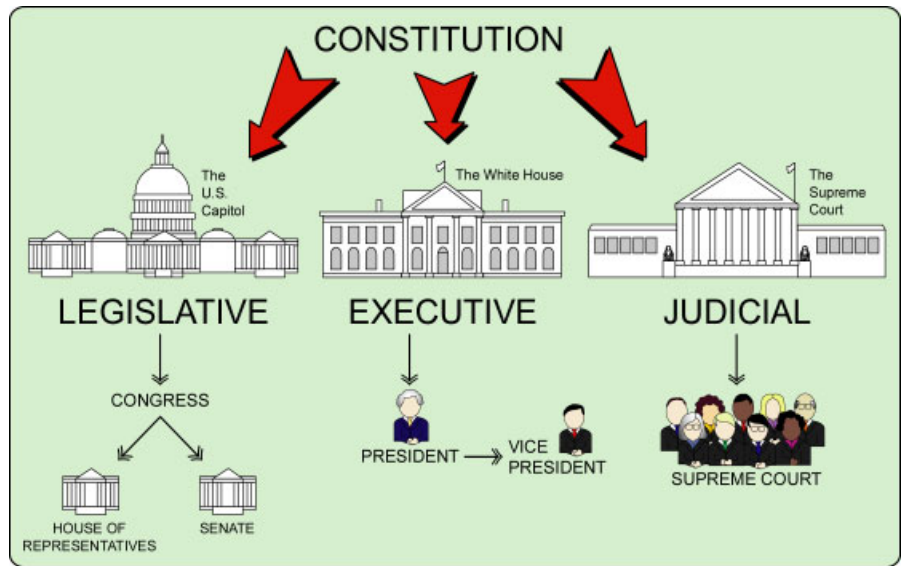 CONSTITUTION
The
U.S.
Capitol
The White House
The
Supreme
Court
LEGISLATIVE
EXECUTIVE
JUDICIAL
CONGRESS
HOUSE OF
REPRESENTATIVES
SENATE
PRESIDENT
VICE
PRESIDENT
SUPREME COURT